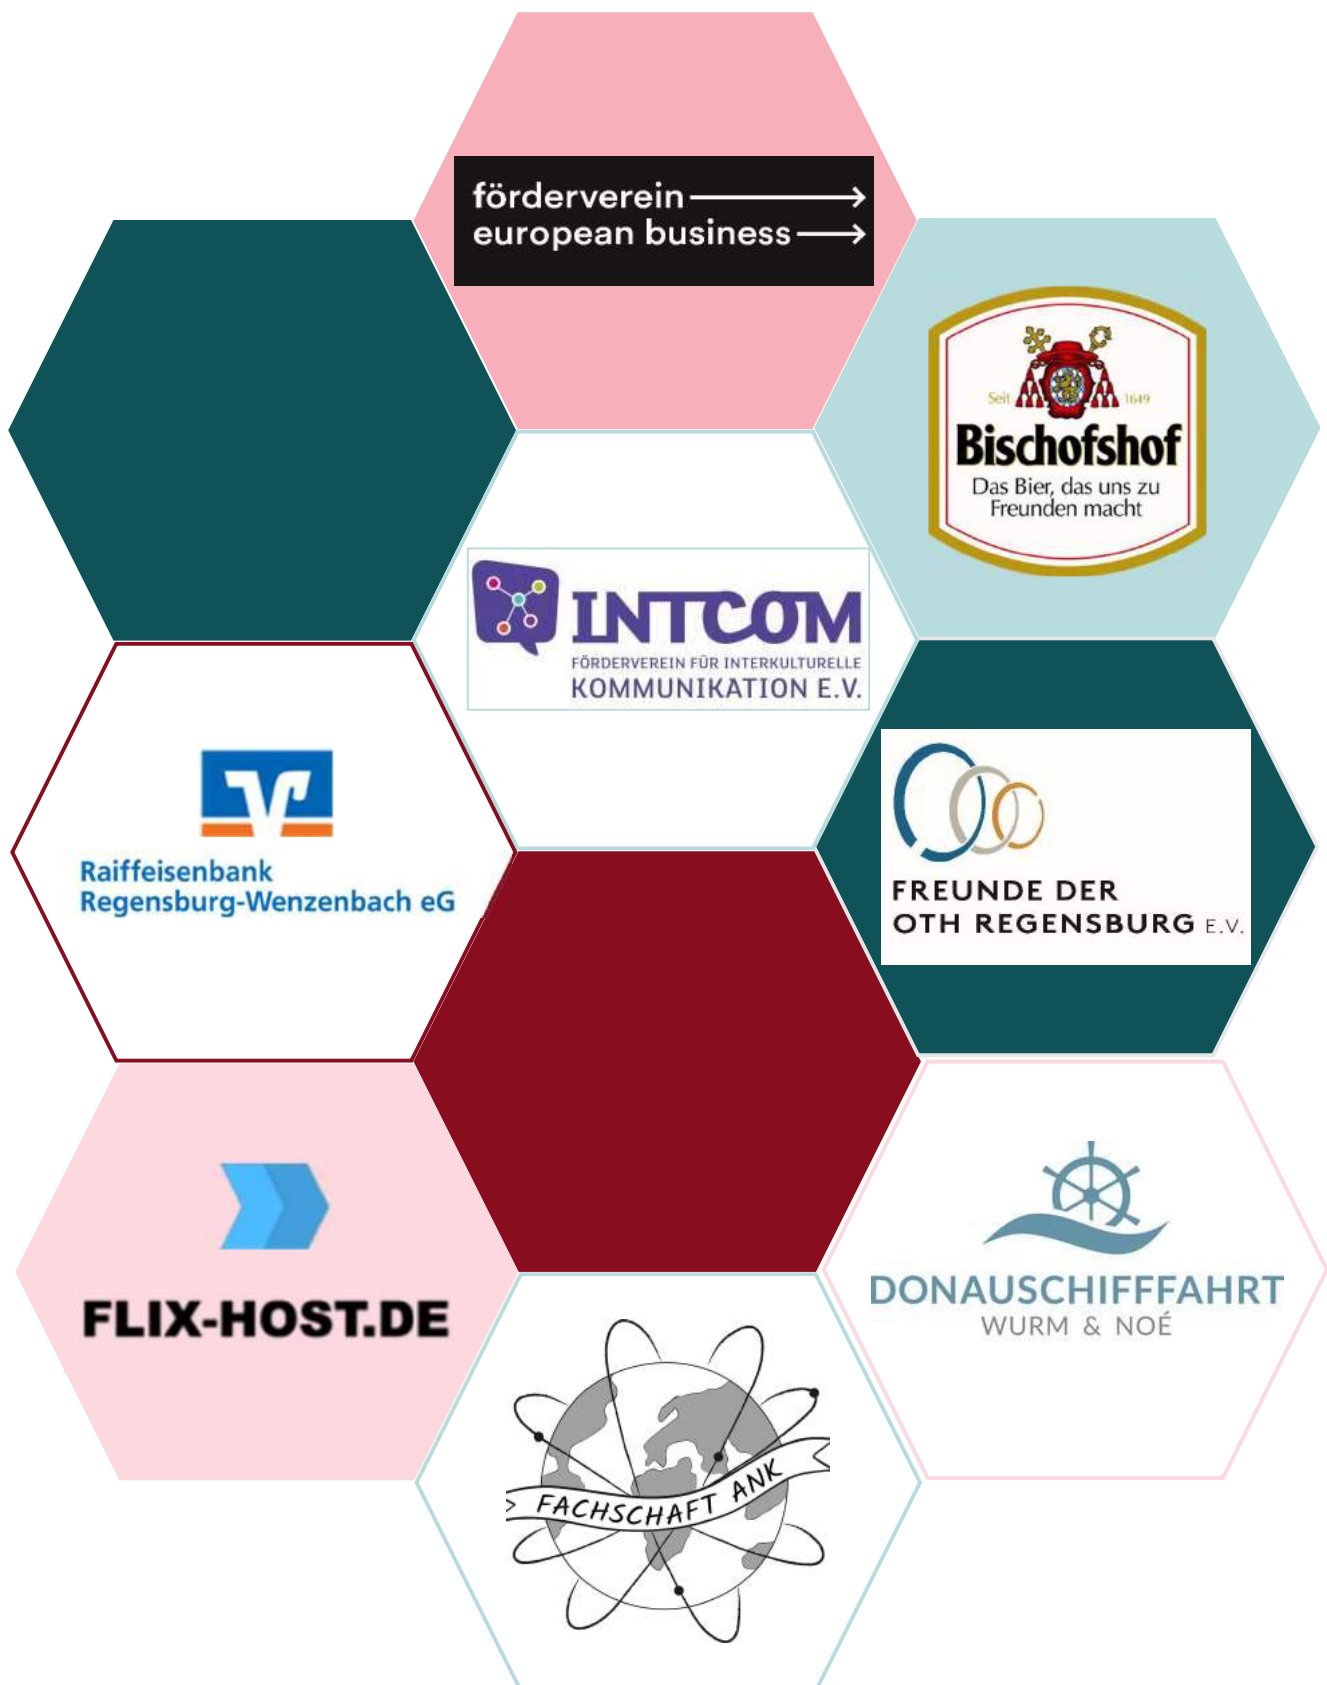 förderverein
european business
Seit 1649
Bischofshof
Das Bier, das uns zu
Freunden macht
INTCOM
FÖRDERVEREIN FÜR INTERKULTURELLE
KOMMUNIKATION E.V.
Raiffeisenbank
Regensburg-Wenzenbach eG
FREUNDE DER
OTH REGENSBURG E.V.
FLIX-HOST.DE
DONAUSCHIFFFAHRT
WURM & NOÉ
FACHSCHAFT ANK